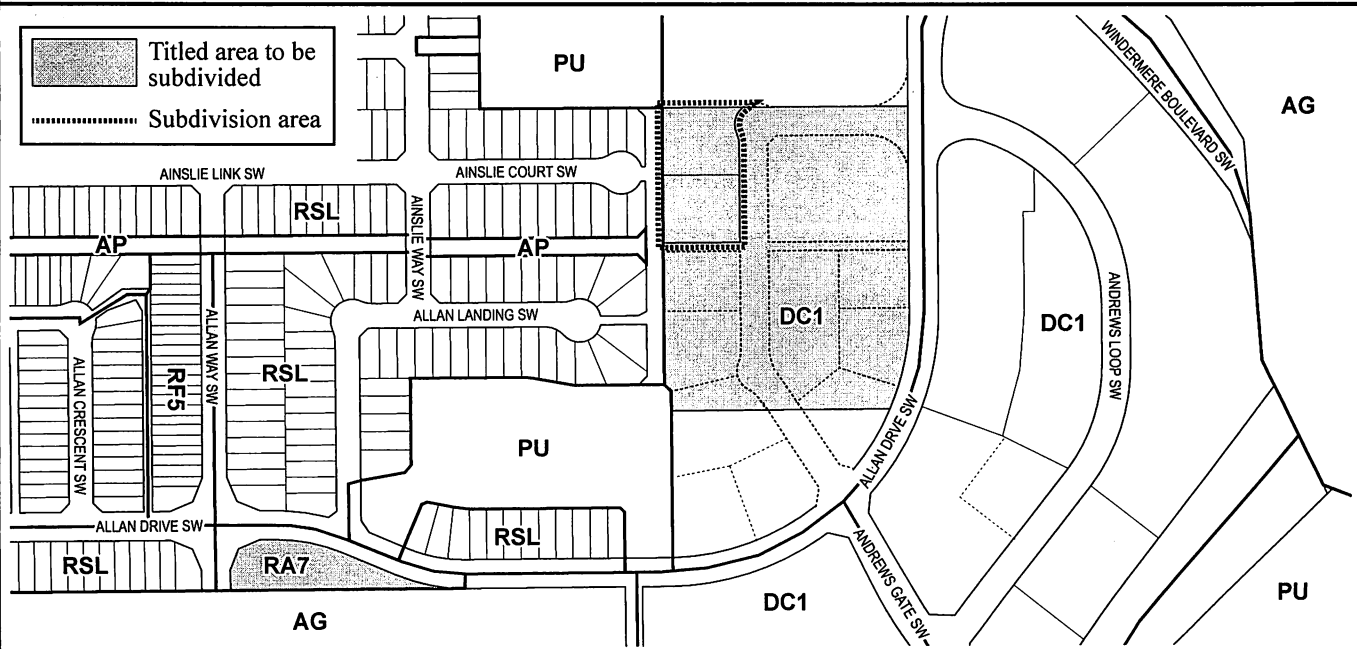 Titled area to be
subdivided
Subdivision area
PU
WINDERMERE BOULEVARD SW
AG
AINSLIE LINK SW
AINSLIE COURT SW
RSL
AINSLIE WAY SW
AP
AP
ALLAN LANDING SW
DC1
DC1
ANDREWS LOOP SW
ALLAN CRESCENT SW
RF5
ALLAN WAY SW
RSL
PU
ALLAN DRIVE SW
ALLAN DRIVE SW
RSL
RSL
RA7
ANDREWS GATE SW
DC1
PU
AG